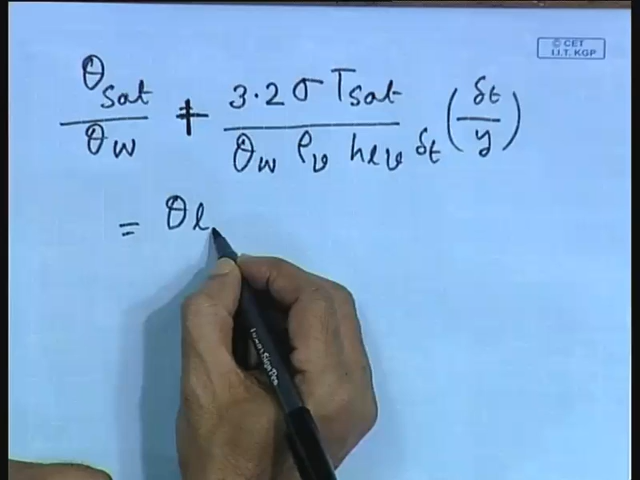 © CET
I.I.T. KGP
θsat/θw + 3.2 σ Tsat/(θw ρv hlv δt) (δt/y)
= θl